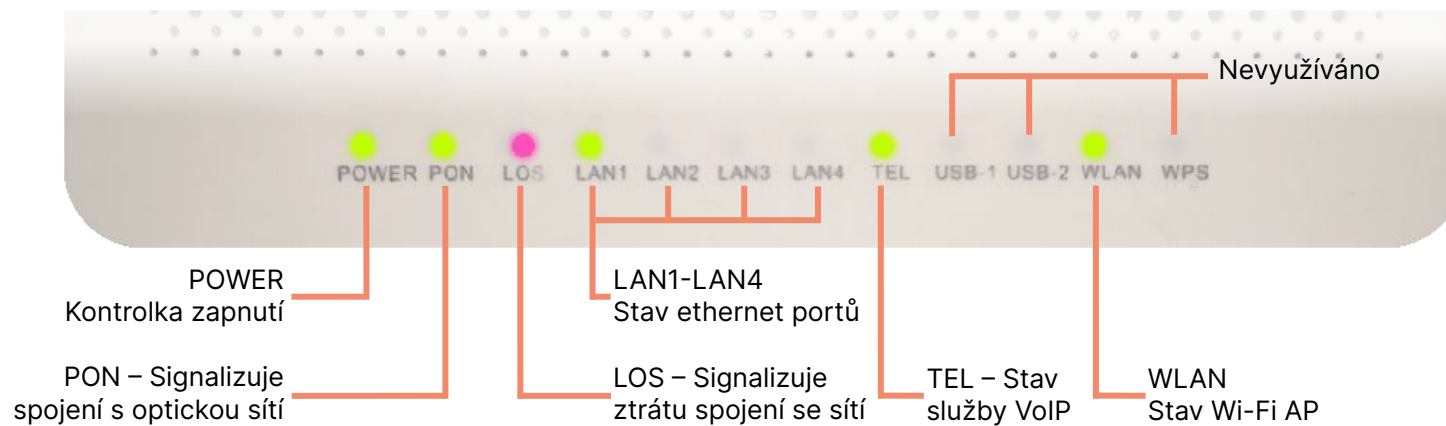 Nevyužíváno
POWER PON LOS LAN1 LAN2 LAN3 LAN4 TEL USB-1 USB-2 WLAN WPS
POWER
Kontrolka zapnutí
LAN1-LAN4
Stav ethernet portů
PON – Signalizuje
spojení s optickou sítí
LOS – Signalizuje
ztrátu spojení se sítí
TEL – Stav
služby VoIP
WLAN
Stav Wi-Fi AP